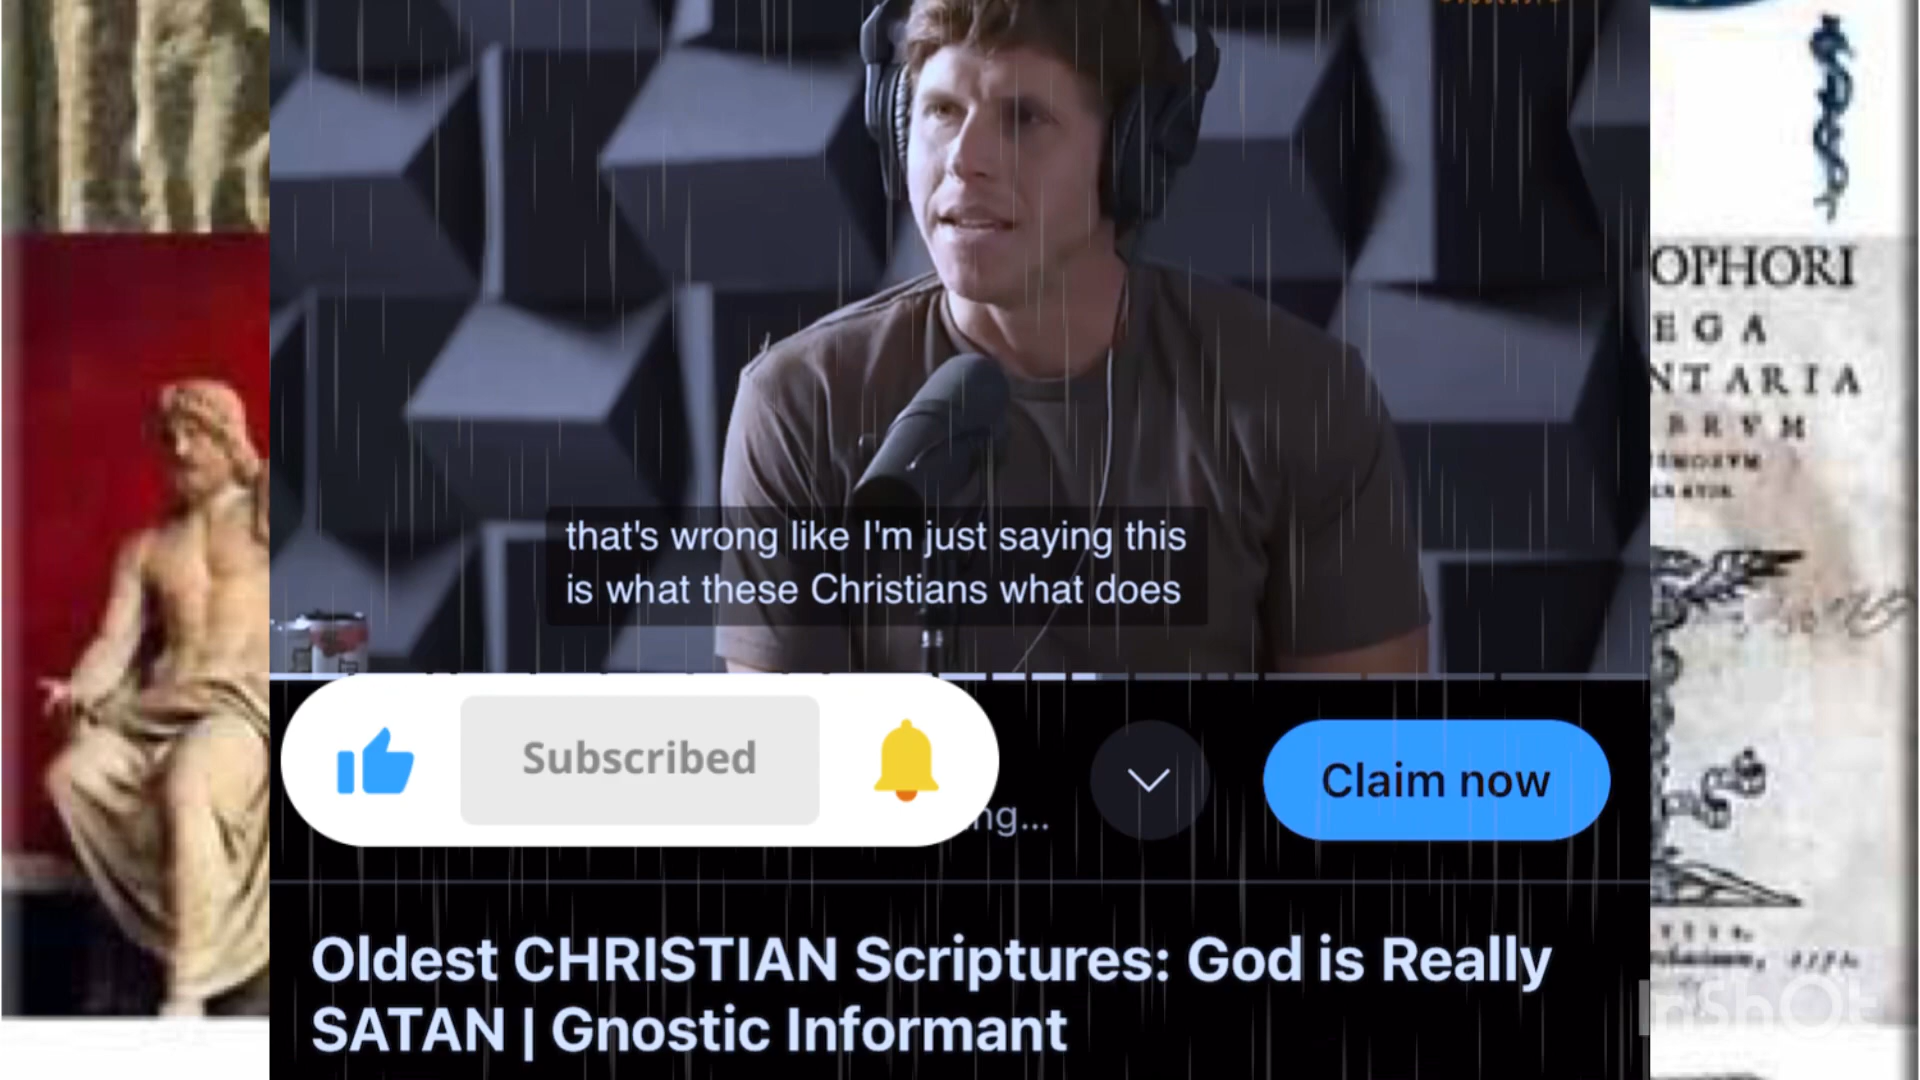 OPHORI
EGA
NTARIA
that's wrong like I'm just saying this
is what these Christians what does
Subscribed
ng...
Claim now
Oldest CHRISTIAN Scriptures: God is Really
SATAN | Gnostic Informant
InShOt